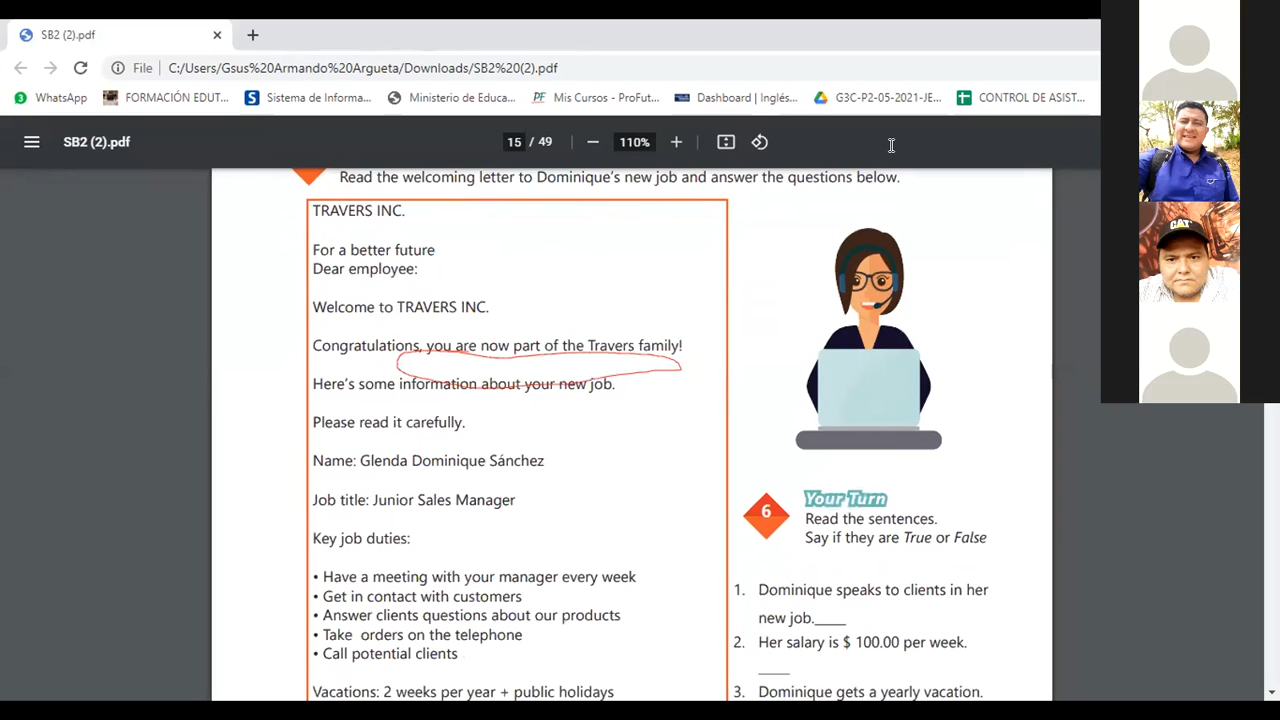 SB2 (2).pdf
File C:/Users/Gsus%20Armando%20Argueta/Downloads/SB2%20(2).pdf
WhatsApp FORMACIÓN EDUT... Sistema de Informa... Ministerio de Educa... Mis Cursos - ProFut... Dashboard | Inglés,... G3C-P2-05-2021-JE... CONTROL DE ASIST...
SB2 (2).pdf 15 / 49 110%
Read the welcoming letter to Dominique's new job and answer the questions below.
TRAVERS INC.
For a better future
Dear employee:
Welcome to TRAVERS INC.
Congratulations, you are now part of the Travers family!
Here's some information about your new job.
Please read it carefully.
Name: Glenda Dominique Sánchez
Job title: Junior Sales Manager
Key job duties:
• Have a meeting with your manager every week
• Get in contact with customers
• Answer clients questions about our products
• Take orders on the telephone
• Call potential clients
Vacations: 2 weeks per year + public holidays
CAT
6 Your Turn
Read the sentences.
Say if they are True or False
1. Dominique speaks to clients in her
new job.____
2. Her salary is $ 100.00 per week.
____
3. Dominique gets a yearly vacation.